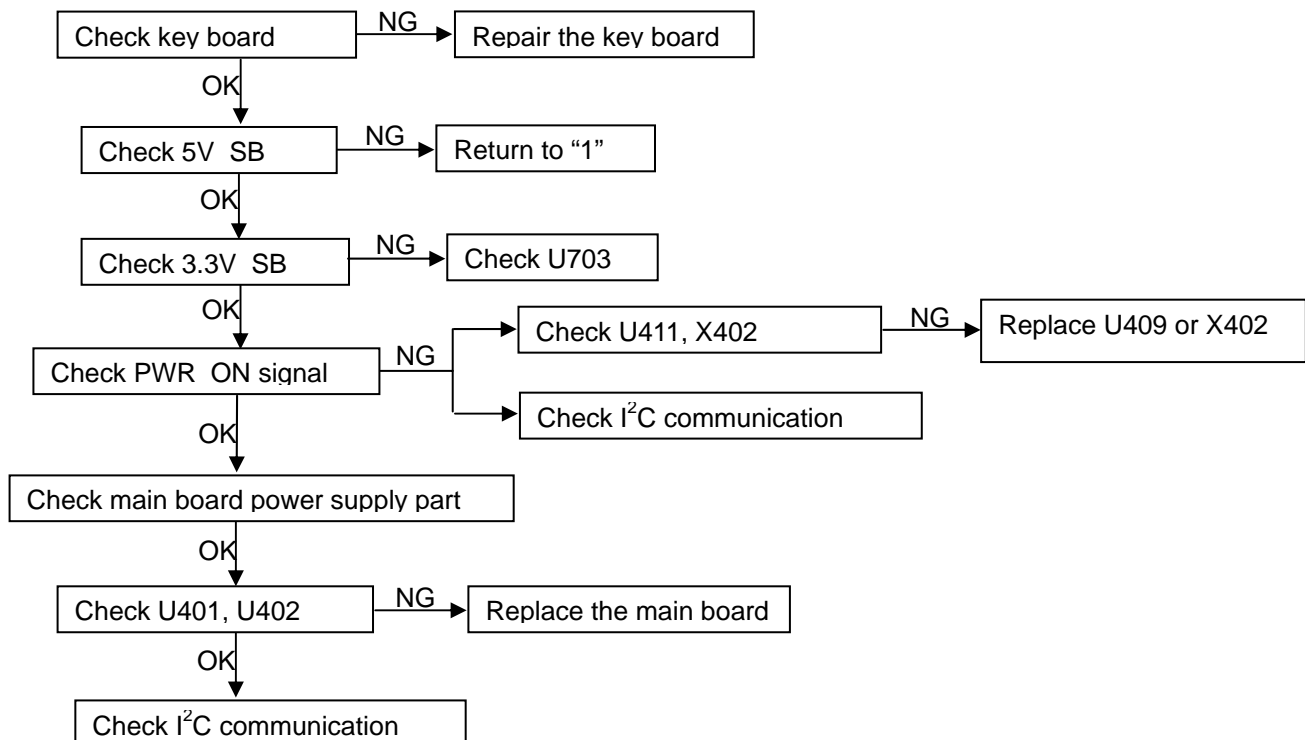 Check key board
NG
Repair the key board
OK
Check 5V SB
NG
Return to “1”
OK
Check 3.3V SB
NG
Check U703
OK
Check PWR ON signal
NG
Check U411, X402
NG
Replace U409 or X402
Check I²C communication
OK
Check main board power supply part
OK
Check U401, U402
NG
Replace the main board
OK
Check I²C communication